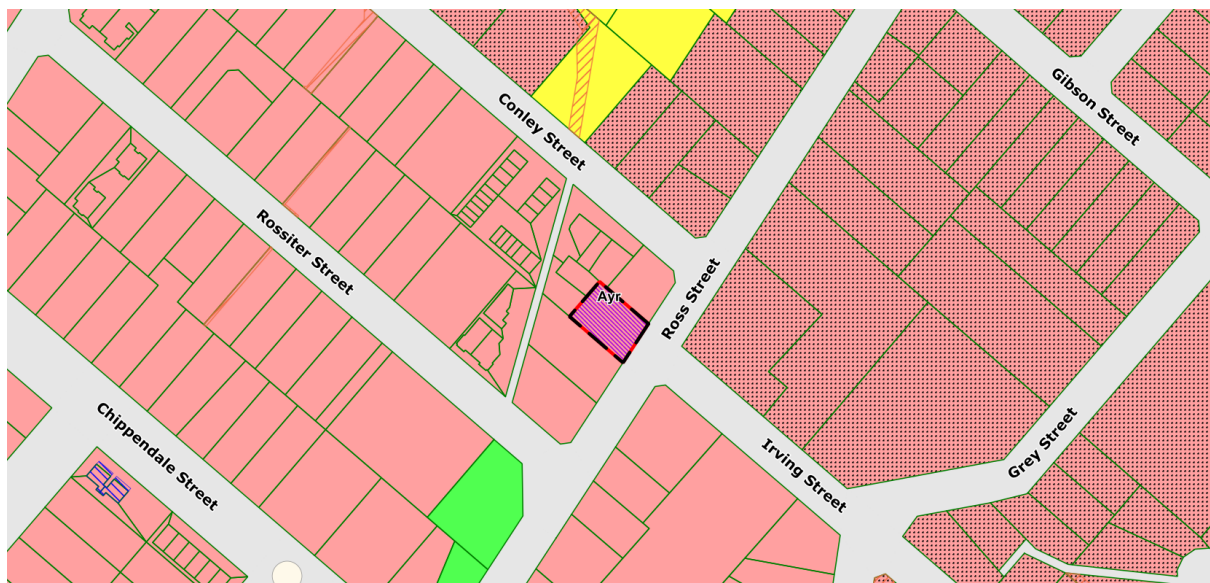 Gibson Street
Conley Street
Rossiter Street
Ayr
Ross Street
Chippendale Street
Irving Street
Grey Street